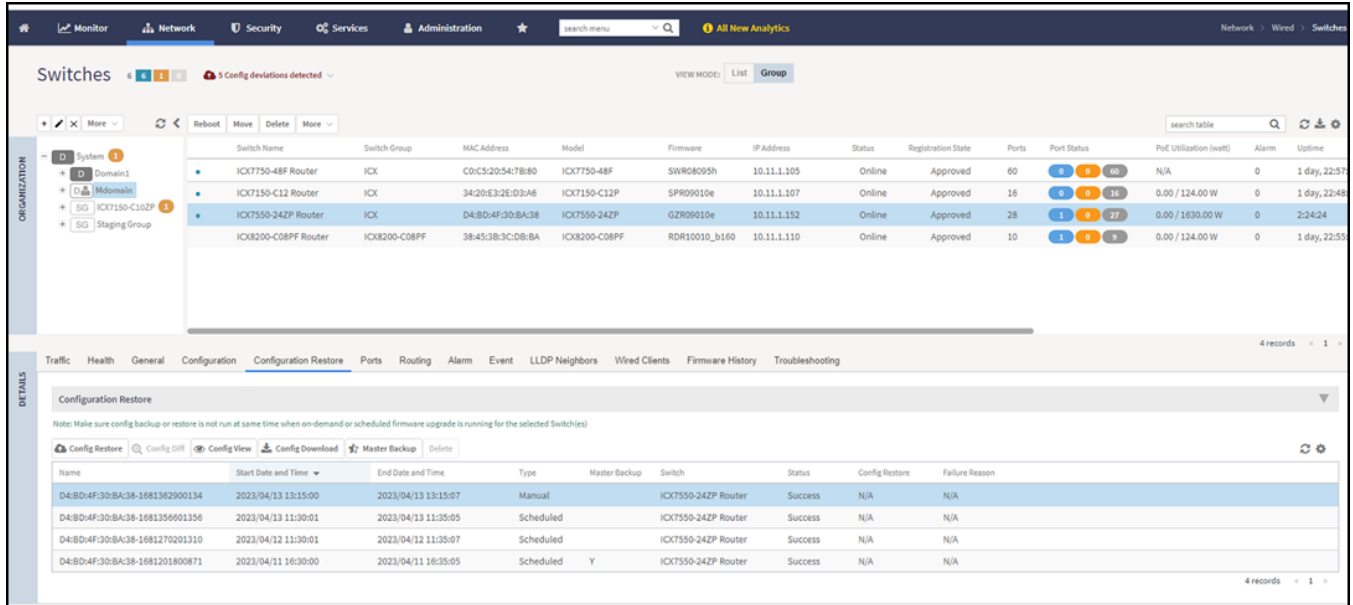 Monitor Network Security Services Administration search menu All New Analytics Network > Wired > Switches
Switches 6 6 1 0 5 Config deviations detected VIEW MODE: List Group
+ × More Reboot Move Delete More search table
ORGANIZATION
− D System 1
+ D Domain1
+ D Mdomain
+ SG ICX7150-C10ZP 1
+ SG Staging Group
Switch Name Switch Group MAC Address Model Firmware IP Address Status Registration State Ports Port Status PoE Utilization (watt) Alarm Uptime
ICX7750-48F Router ICX C0:C5:20:54:7B:80 ICX7750-48F SWR08095h 10.11.1.105 Online Approved 60 0 0 60 N/A 0 1 day, 22:57:
ICX7150-C12 Router ICX 34:20:E3:2E:D3:A6 ICX7150-C12P SPR09010e 10.11.1.107 Online Approved 16 0 0 16 0.00 / 124.00 W 0 1 day, 22:48:
ICX7550-24ZP Router ICX D4:BD:4F:30:BA:38 ICX7550-24ZP GZR09010e 10.11.1.152 Online Approved 28 1 0 27 0.00 / 1630.00 W 0 2:24:24
ICX8200-C08PF Router ICX8200-C08PF 38:45:3B:3C:DB:BA ICX8200-C08PF RDR10010_b160 10.11.1.110 Online Approved 10 1 0 9 0.00 / 124.00 W 0 1 day, 22:55:
4 records 1
DETAILS
Traffic Health General Configuration Configuration Restore Ports Routing Alarm Event LLDP Neighbors Wired Clients Firmware History Troubleshooting
Configuration Restore
Note: Make sure config backup or restore is not run at same time when on-demand or scheduled firmware upgrade is running for the selected Switch(es)
Config Restore Config Diff Config View Config Download Master Backup Delete
Name Start Date and Time End Date and Time Type Master Backup Switch Status Config Restore Failure Reason
D4:BD:4F:30:BA:38-1681362900134 2023/04/13 13:15:00 2023/04/13 13:15:07 Manual ICX7550-24ZP Router Success N/A N/A
D4:BD:4F:30:BA:38-1681356601356 2023/04/13 11:30:01 2023/04/13 11:35:05 Scheduled ICX7550-24ZP Router Success N/A N/A
D4:BD:4F:30:BA:38-1681270201310 2023/04/12 11:30:01 2023/04/12 11:35:07 Scheduled ICX7550-24ZP Router Success N/A N/A
D4:BD:4F:30:BA:38-1681201800871 2023/04/11 16:30:00 2023/04/11 16:35:05 Scheduled Y ICX7550-24ZP Router Success N/A N/A
4 records 1